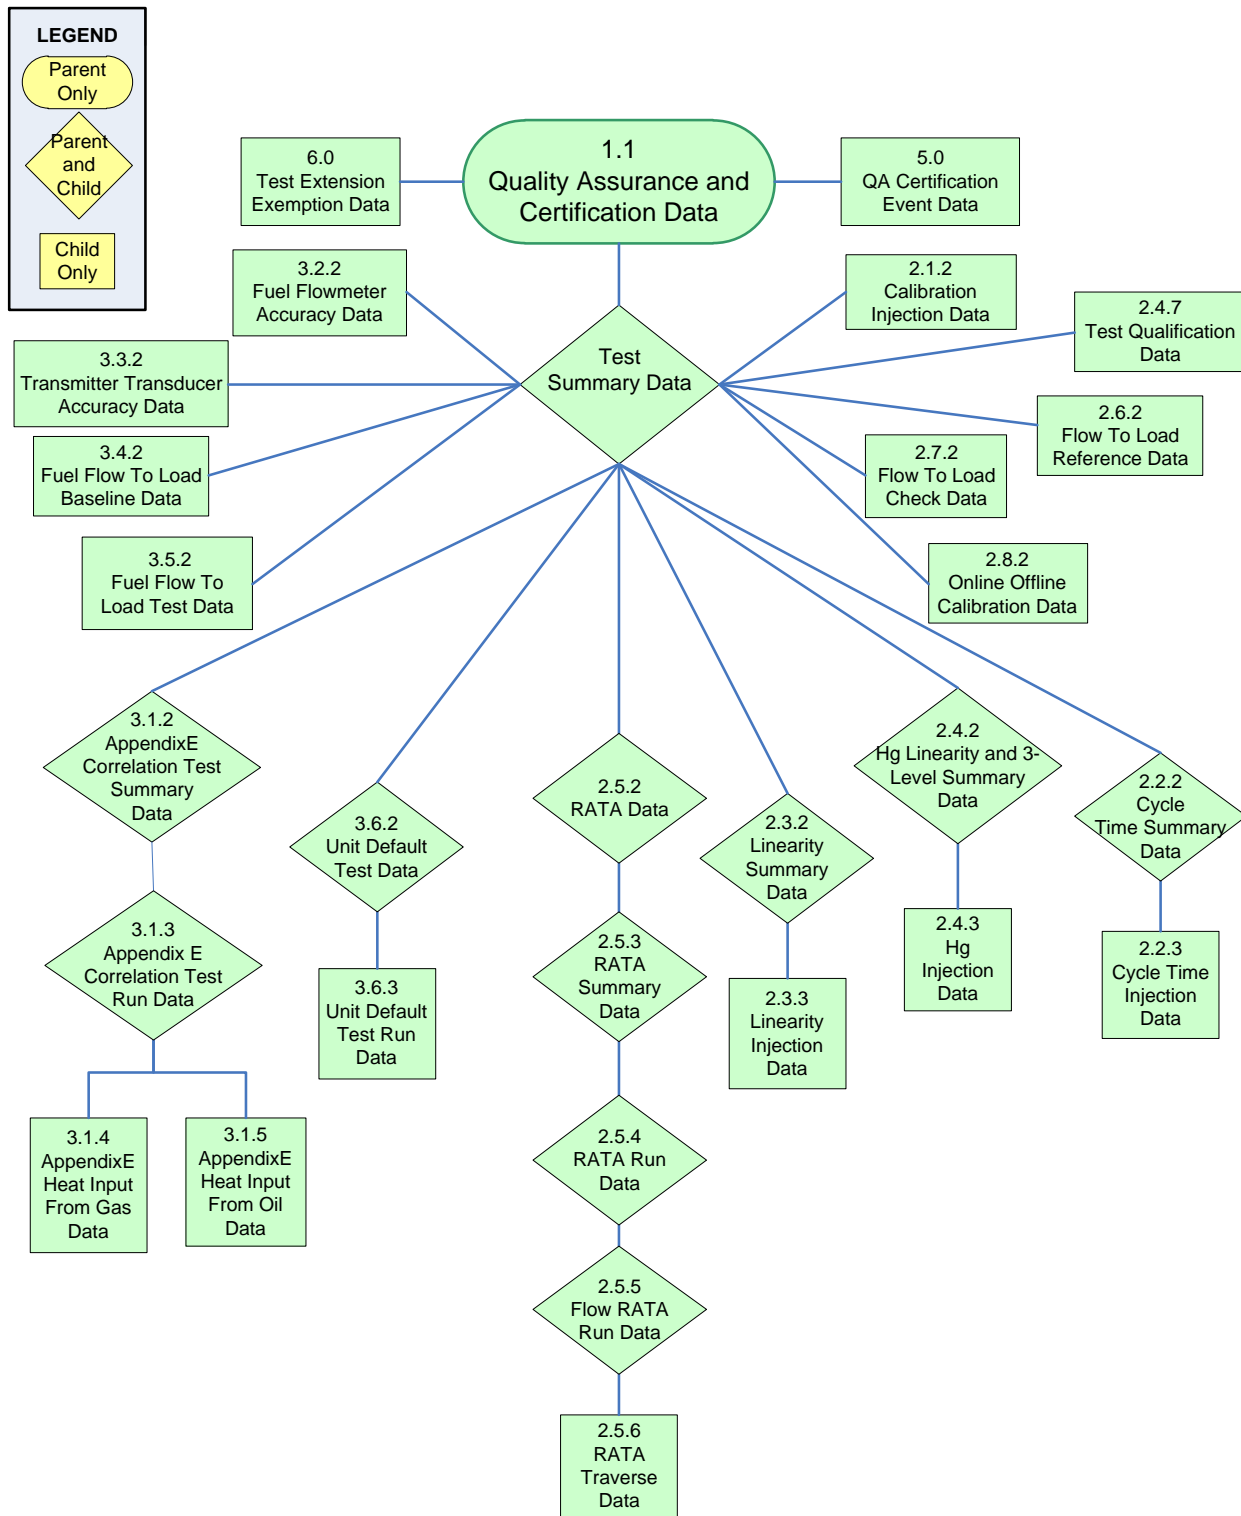 LEGEND
Parent
Only
Parent
and
Child
Child
Only
6.0
Test Extension
Exemption Data
1.1
Quality Assurance and
Certification Data
5.0
QA Certification
Event Data
3.2.2
Fuel Flowmeter
Accuracy Data
3.3.2
Transmitter Transducer
Accuracy Data
3.4.2
Fuel Flow To Load
Baseline Data
3.5.2
Fuel Flow To
Load Test Data
Test
Summary Data
2.1.2
Calibration
Injection Data
2.4.7
Test Qualification
Data
2.6.2
Flow To Load
Reference Data
2.7.2
Flow To Load
Check Data
2.8.2
Online Offline
Calibration Data
3.1.2
AppendixE
Correlation Test
Summary
Data
3.1.3
Appendix E
Correlation Test
Run Data
3.1.4
AppendixE
Heat Input
From Gas
Data
3.1.5
AppendixE
Heat Input
From Oil
Data
3.6.2
Unit Default
Test Data
3.6.3
Unit Default
Test Run
Data
2.5.2
RATA Data
2.5.3
RATA
Summary
Data
2.5.4
RATA Run
Data
2.5.5
Flow RATA
Run Data
2.5.6
RATA
Traverse
Data
2.3.2
Linearity
Summary
Data
2.3.3
Linearity
Injection
Data
2.4.2
Hg Linearity and 3-
Level Summary
Data
2.4.3
Hg
Injection
Data
2.2.2
Cycle
Time Summary
Data
2.2.3
Cycle Time
Injection
Data